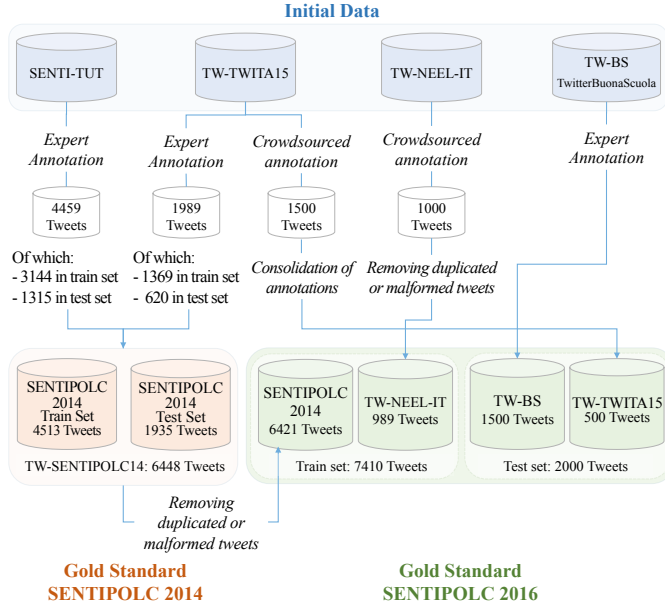 Initial Data
SENTI-TUT
TW-TWITA15
TW-NEEL-IT
TW-BS
TwitterBuonaScuola
Expert
Annotation
Expert
Annotation
Crowdsourced
annotation
Crowdsourced
annotation
Expert
Annotation
4459
Tweets
1989
Tweets
1500
Tweets
1000
Tweets
Of which:
- 3144 in train set
- 1315 in test set
Of which:
- 1369 in train set
- 620 in test set
Consolidation of
annotations
Removing duplicated
or malformed tweets
SENTIPOLC
2014
Train Set
4513 Tweets
SENTIPOLC
2014
Test Set
1935 Tweets
TW-SENTIPOLC14: 6448 Tweets
SENTIPOLC
2014
6421 Tweets
TW-NEEL-IT
989 Tweets
Train set: 7410 Tweets
TW-BS
1500 Tweets
TW-TWITA15
500 Tweets
Test set: 2000 Tweets
Removing
duplicated or
malformed tweets
Gold Standard
SENTIPOLC 2014
Gold Standard
SENTIPOLC 2016